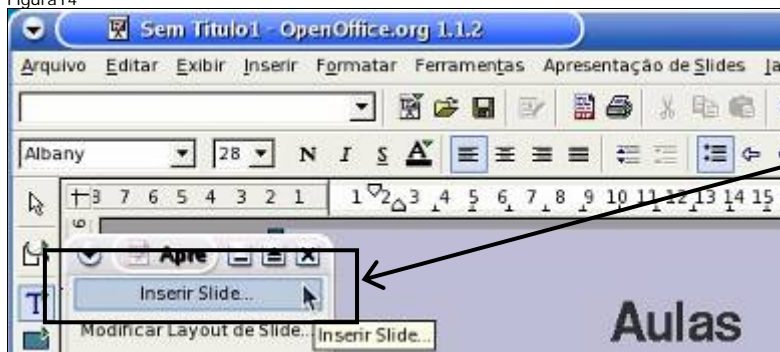 Figura14
Sem Título1 - OpenOffice.org 1.1.2
Arquivo Editar Exibir Inserir Formatar Ferramentas Apresentação de Slides
Albany 28 N I S A
3 7 6 5 4 3 2 1 1 2 3 4 5 6 7 8 9 10 11 12 13 14 15
Apre
Inserir Slide...
Modificar Layout de Slide...
Inserir Slide...
Aulas